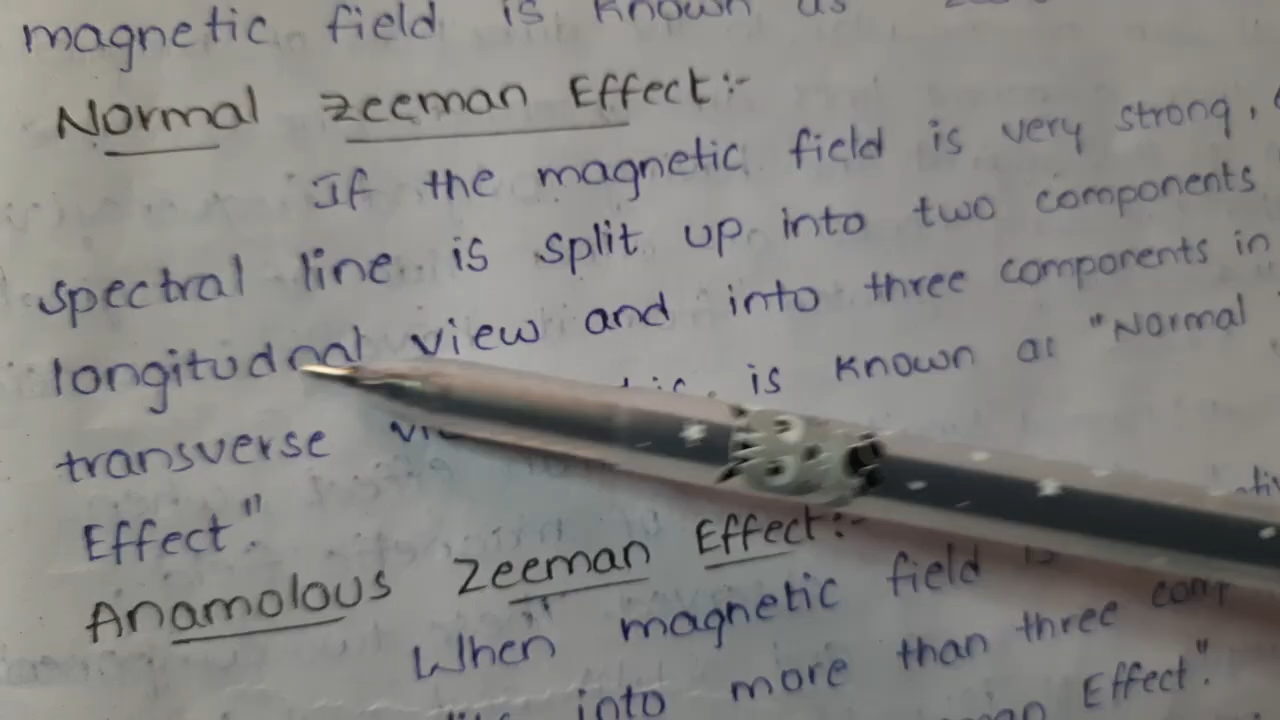 magnetic field is known as
Normal Zeeman Effect:-
If the magnetic field is very strong,
spectral line is split up into two components
longitudnal view and into three components in
transverse is known as "Normal
Effect".
Anamolous Zeeman Effect:-
When magnetic field
into more than three
Effect".